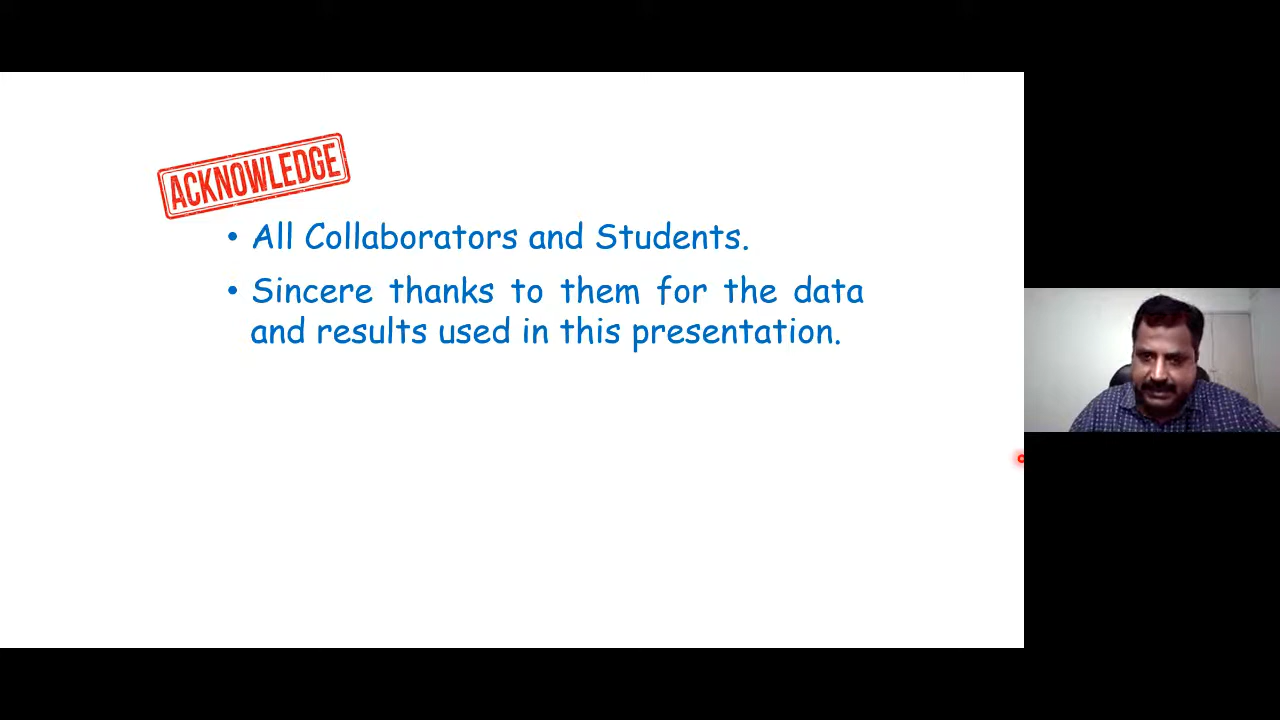 ACKNOWLEDGE
• All Collaborators and Students.
• Sincere thanks to them for the data
and results used in this presentation.